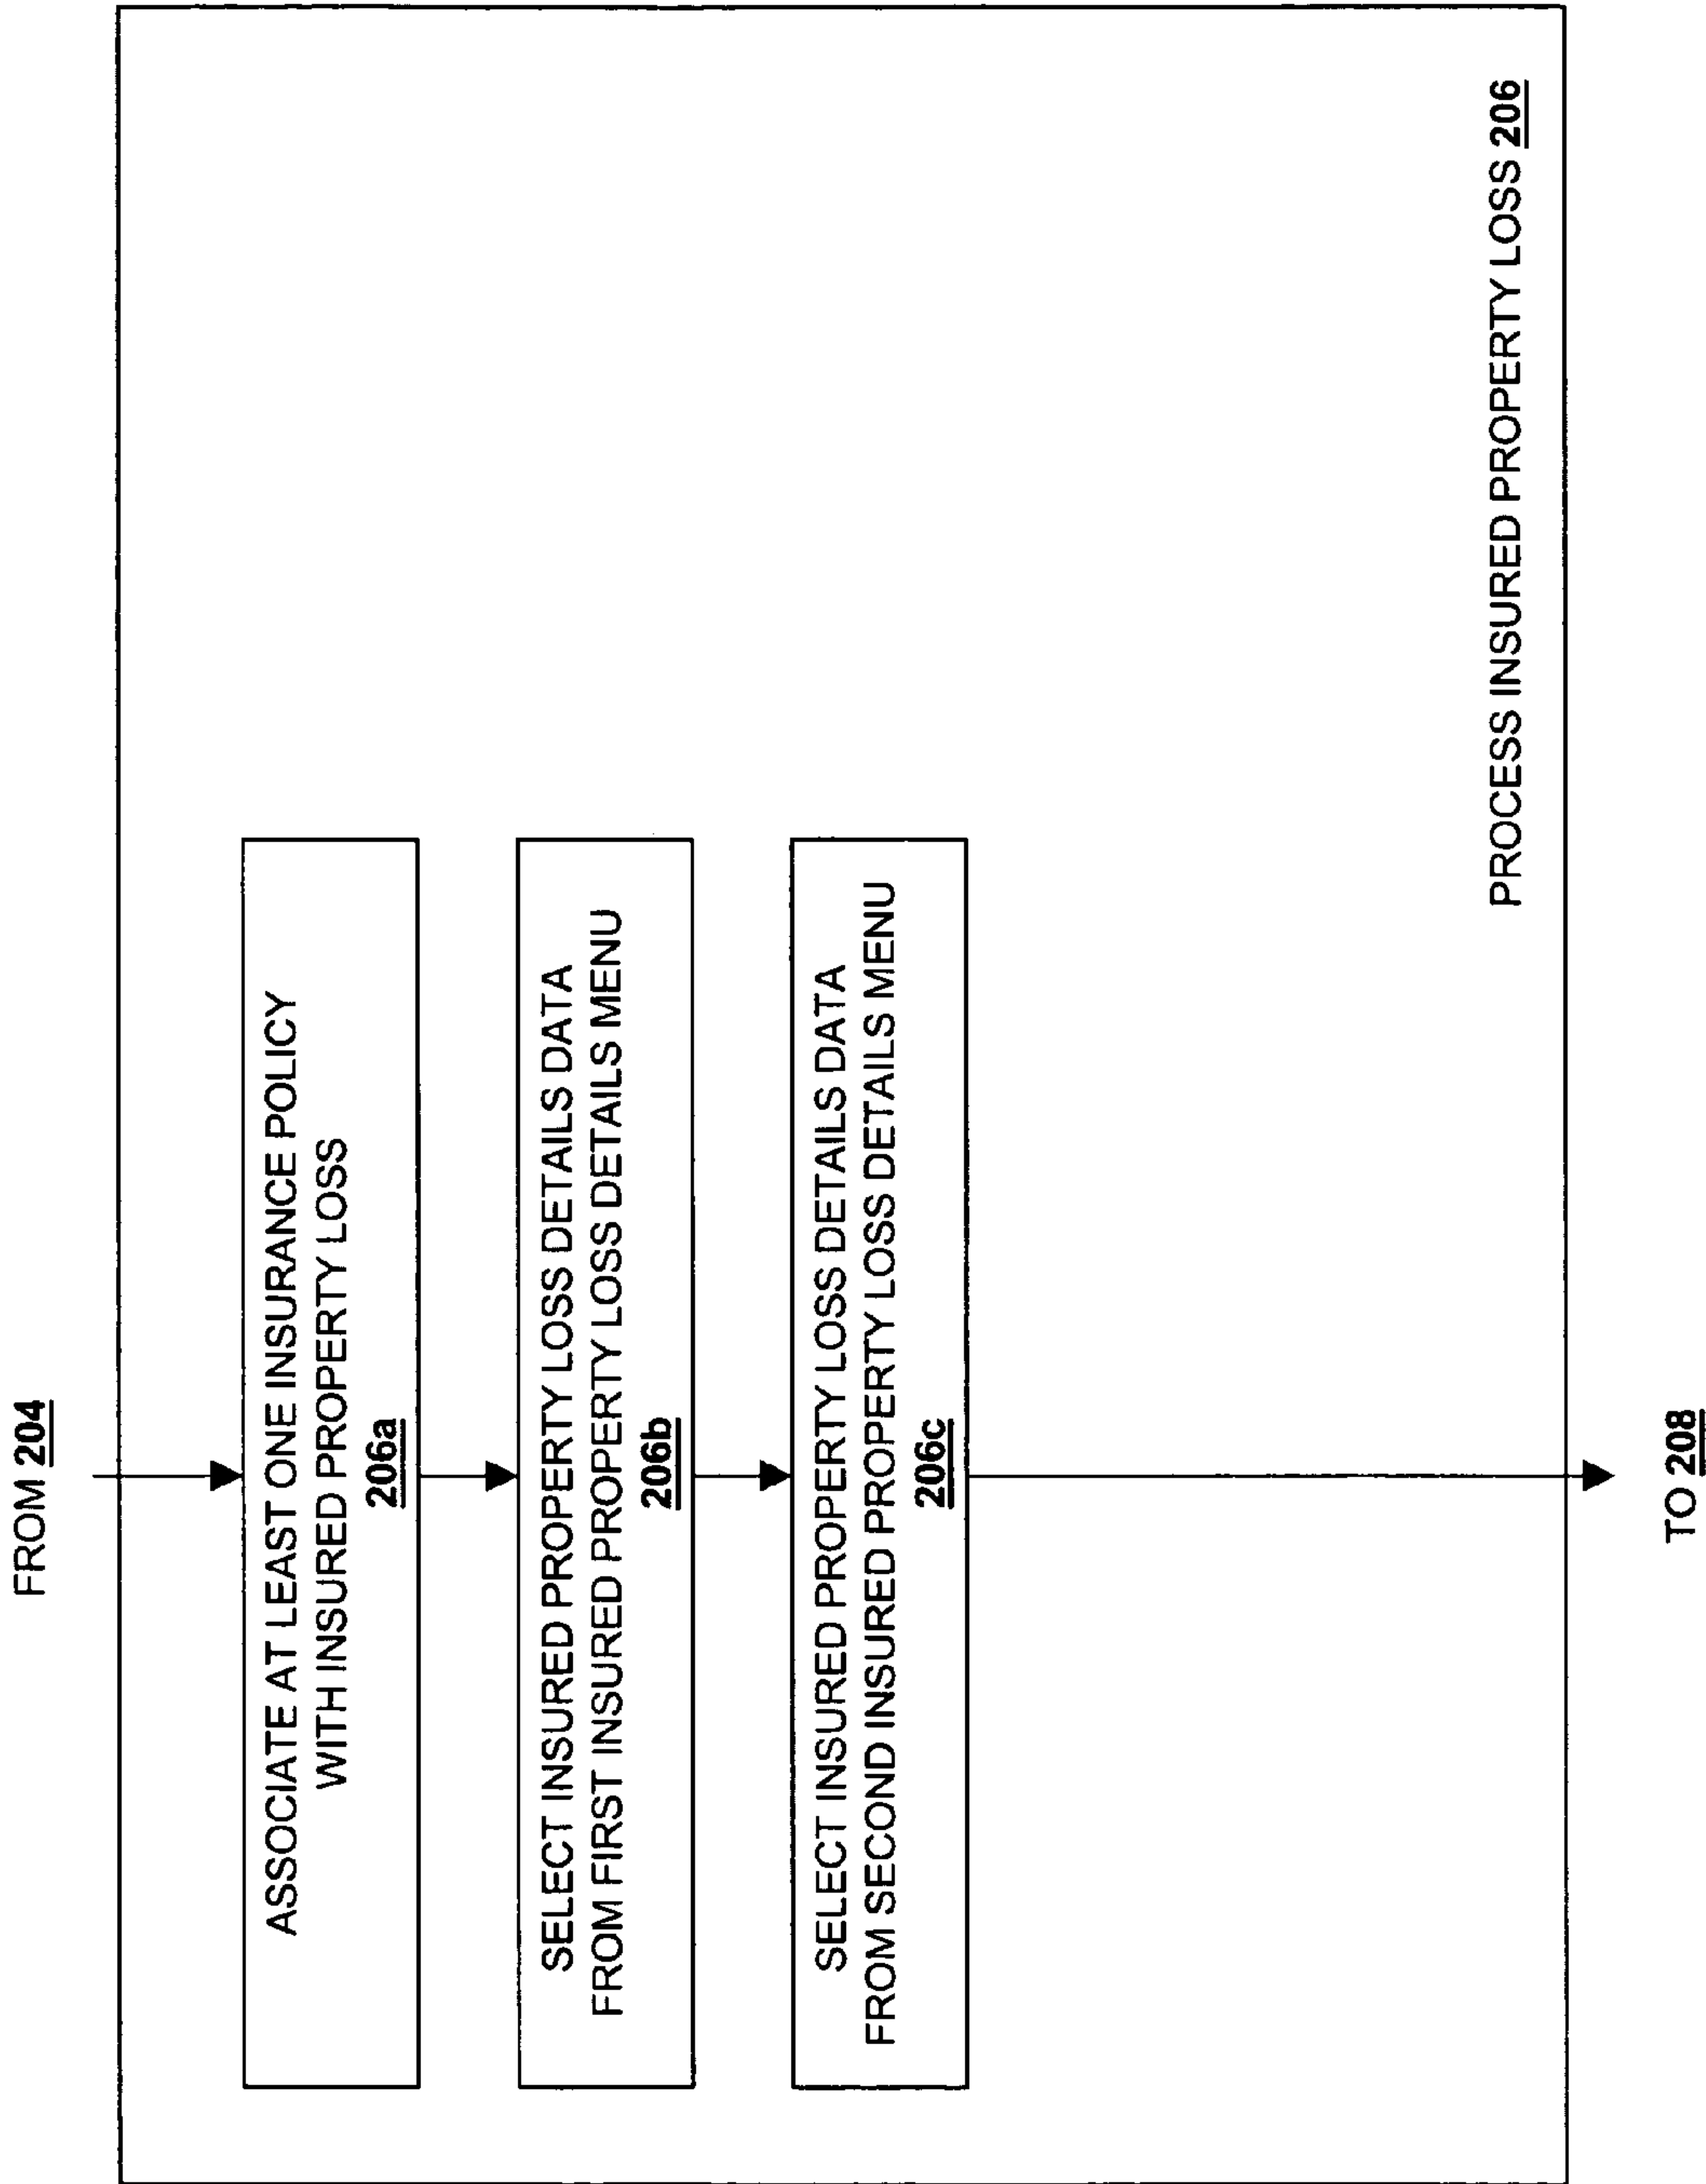 FROM 204
ASSOCIATE AT LEAST ONE INSURANCE POLICY
WITH INSURED PROPERTY LOSS
206a
SELECT INSURED PROPERTY LOSS DETAILS DATA
FROM FIRST INSURED PROPERTY LOSS DETAILS MENU
206b
SELECT INSURED PROPERTY LOSS DETAILS DATA
FROM SECOND INSURED PROPERTY LOSS DETAILS MENU
206c
PROCESS INSURED PROPERTY LOSS 206
TO 208